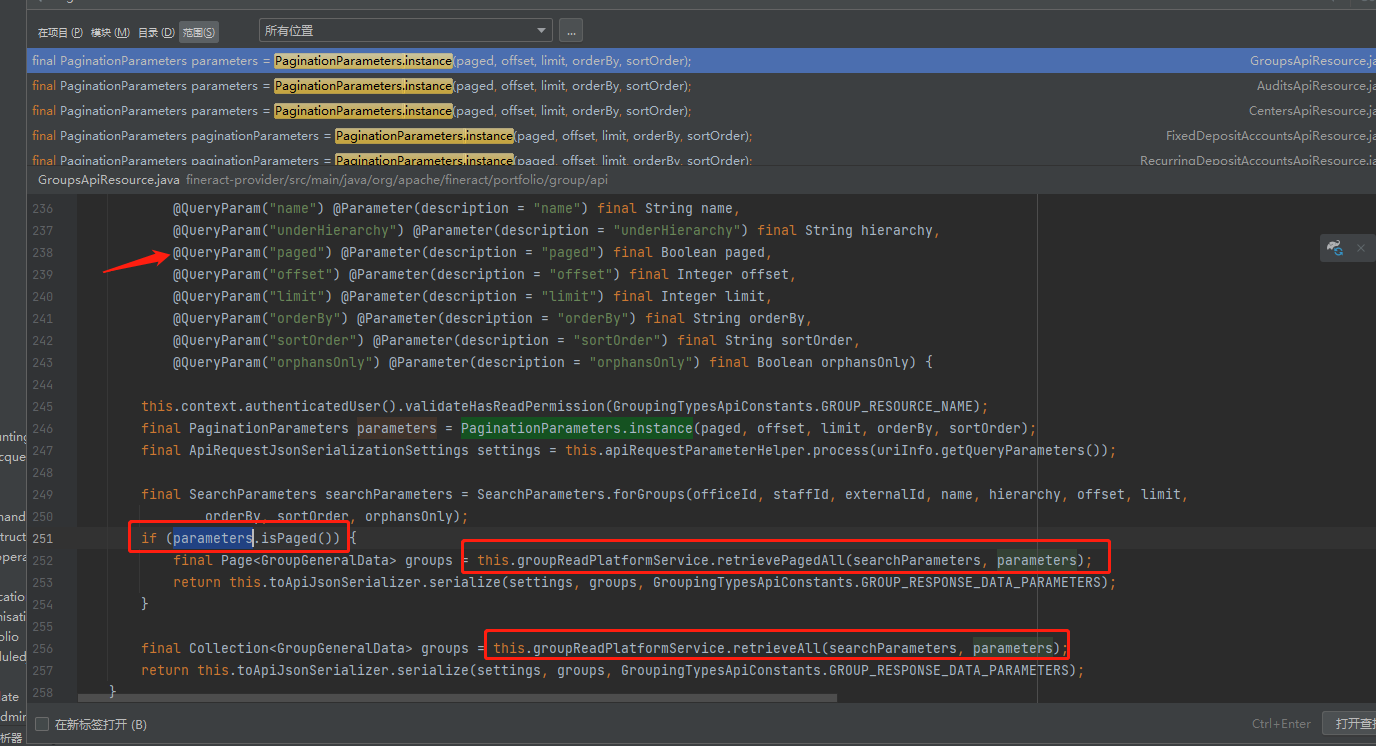 在项目 (P) 模块 (M) 目录 (D) 范围(S) 所有位置 ...
final PaginationParameters parameters = PaginationParameters.instance(paged, offset, limit, orderBy, sortOrder); GroupsApiResource.ja
final PaginationParameters parameters = PaginationParameters.instance(paged, offset, limit, orderBy, sortOrder); AuditsApiResource.ja
final PaginationParameters parameters = PaginationParameters.instance(paged, offset, limit, orderBy, sortOrder); CentersApiResource.ja
final PaginationParameters paginationParameters = PaginationParameters.instance(paged, offset, limit, orderBy, sortOrder); FixedDepositAccountsApiResource.ja
final PaginationParameters paginationParameters = PaginationParameters.instance(paged, offset, limit, orderBy, sortOrder); RecurringDepositAccountsApiResource.ja
GroupsApiResource.java fineract-provider/src/main/java/org/apache/fineract/portfolio/group/api
236 @QueryParam("name") @Parameter(description = "name") final String name,
237 @QueryParam("underHierarchy") @Parameter(description = "underHierarchy") final String hierarchy,
238 @QueryParam("paged") @Parameter(description = "paged") final Boolean paged,
239 @QueryParam("offset") @Parameter(description = "offset") final Integer offset,
240 @QueryParam("limit") @Parameter(description = "limit") final Integer limit,
241 @QueryParam("orderBy") @Parameter(description = "orderBy") final String orderBy,
242 @QueryParam("sortOrder") @Parameter(description = "sortOrder") final String sortOrder,
243 @QueryParam("orphansOnly") @Parameter(description = "orphansOnly") final Boolean orphansOnly) {
244
245 this.context.authenticatedUser().validateHasReadPermission(GroupingTypesApiConstants.GROUP_RESOURCE_NAME);
246 final PaginationParameters parameters = PaginationParameters.instance(paged, offset, limit, orderBy, sortOrder);
247 final ApiRequestJsonSerializationSettings settings = this.apiRequestParameterHelper.process(uriInfo.getQueryParameters());
248
249 final SearchParameters searchParameters = SearchParameters.forGroups(officeId, staffId, externalId, name, hierarchy, offset, limit,
250 orderBy, sortOrder, orphansOnly);
251 if (parameters.isPaged()) {
252 final Page<GroupGeneralData> groups = this.groupReadPlatformService.retrievePagedAll(searchParameters, parameters);
253 return this.toApiJsonSerializer.serialize(settings, groups, GroupingTypesApiConstants.GROUP_RESPONSE_DATA_PARAMETERS);
254 }
255
256 final Collection<GroupGeneralData> groups = this.groupReadPlatformService.retrieveAll(searchParameters, parameters);
257 return this.toApiJsonSerializer.serialize(settings, groups, GroupingTypesApiConstants.GROUP_RESPONSE_DATA_PARAMETERS);
258 }
unting
cque
mand
truct
opera
catio
nisati
olio
duled
late
admin
析器
在新标签打开 (B) Ctrl+Enter 打开查